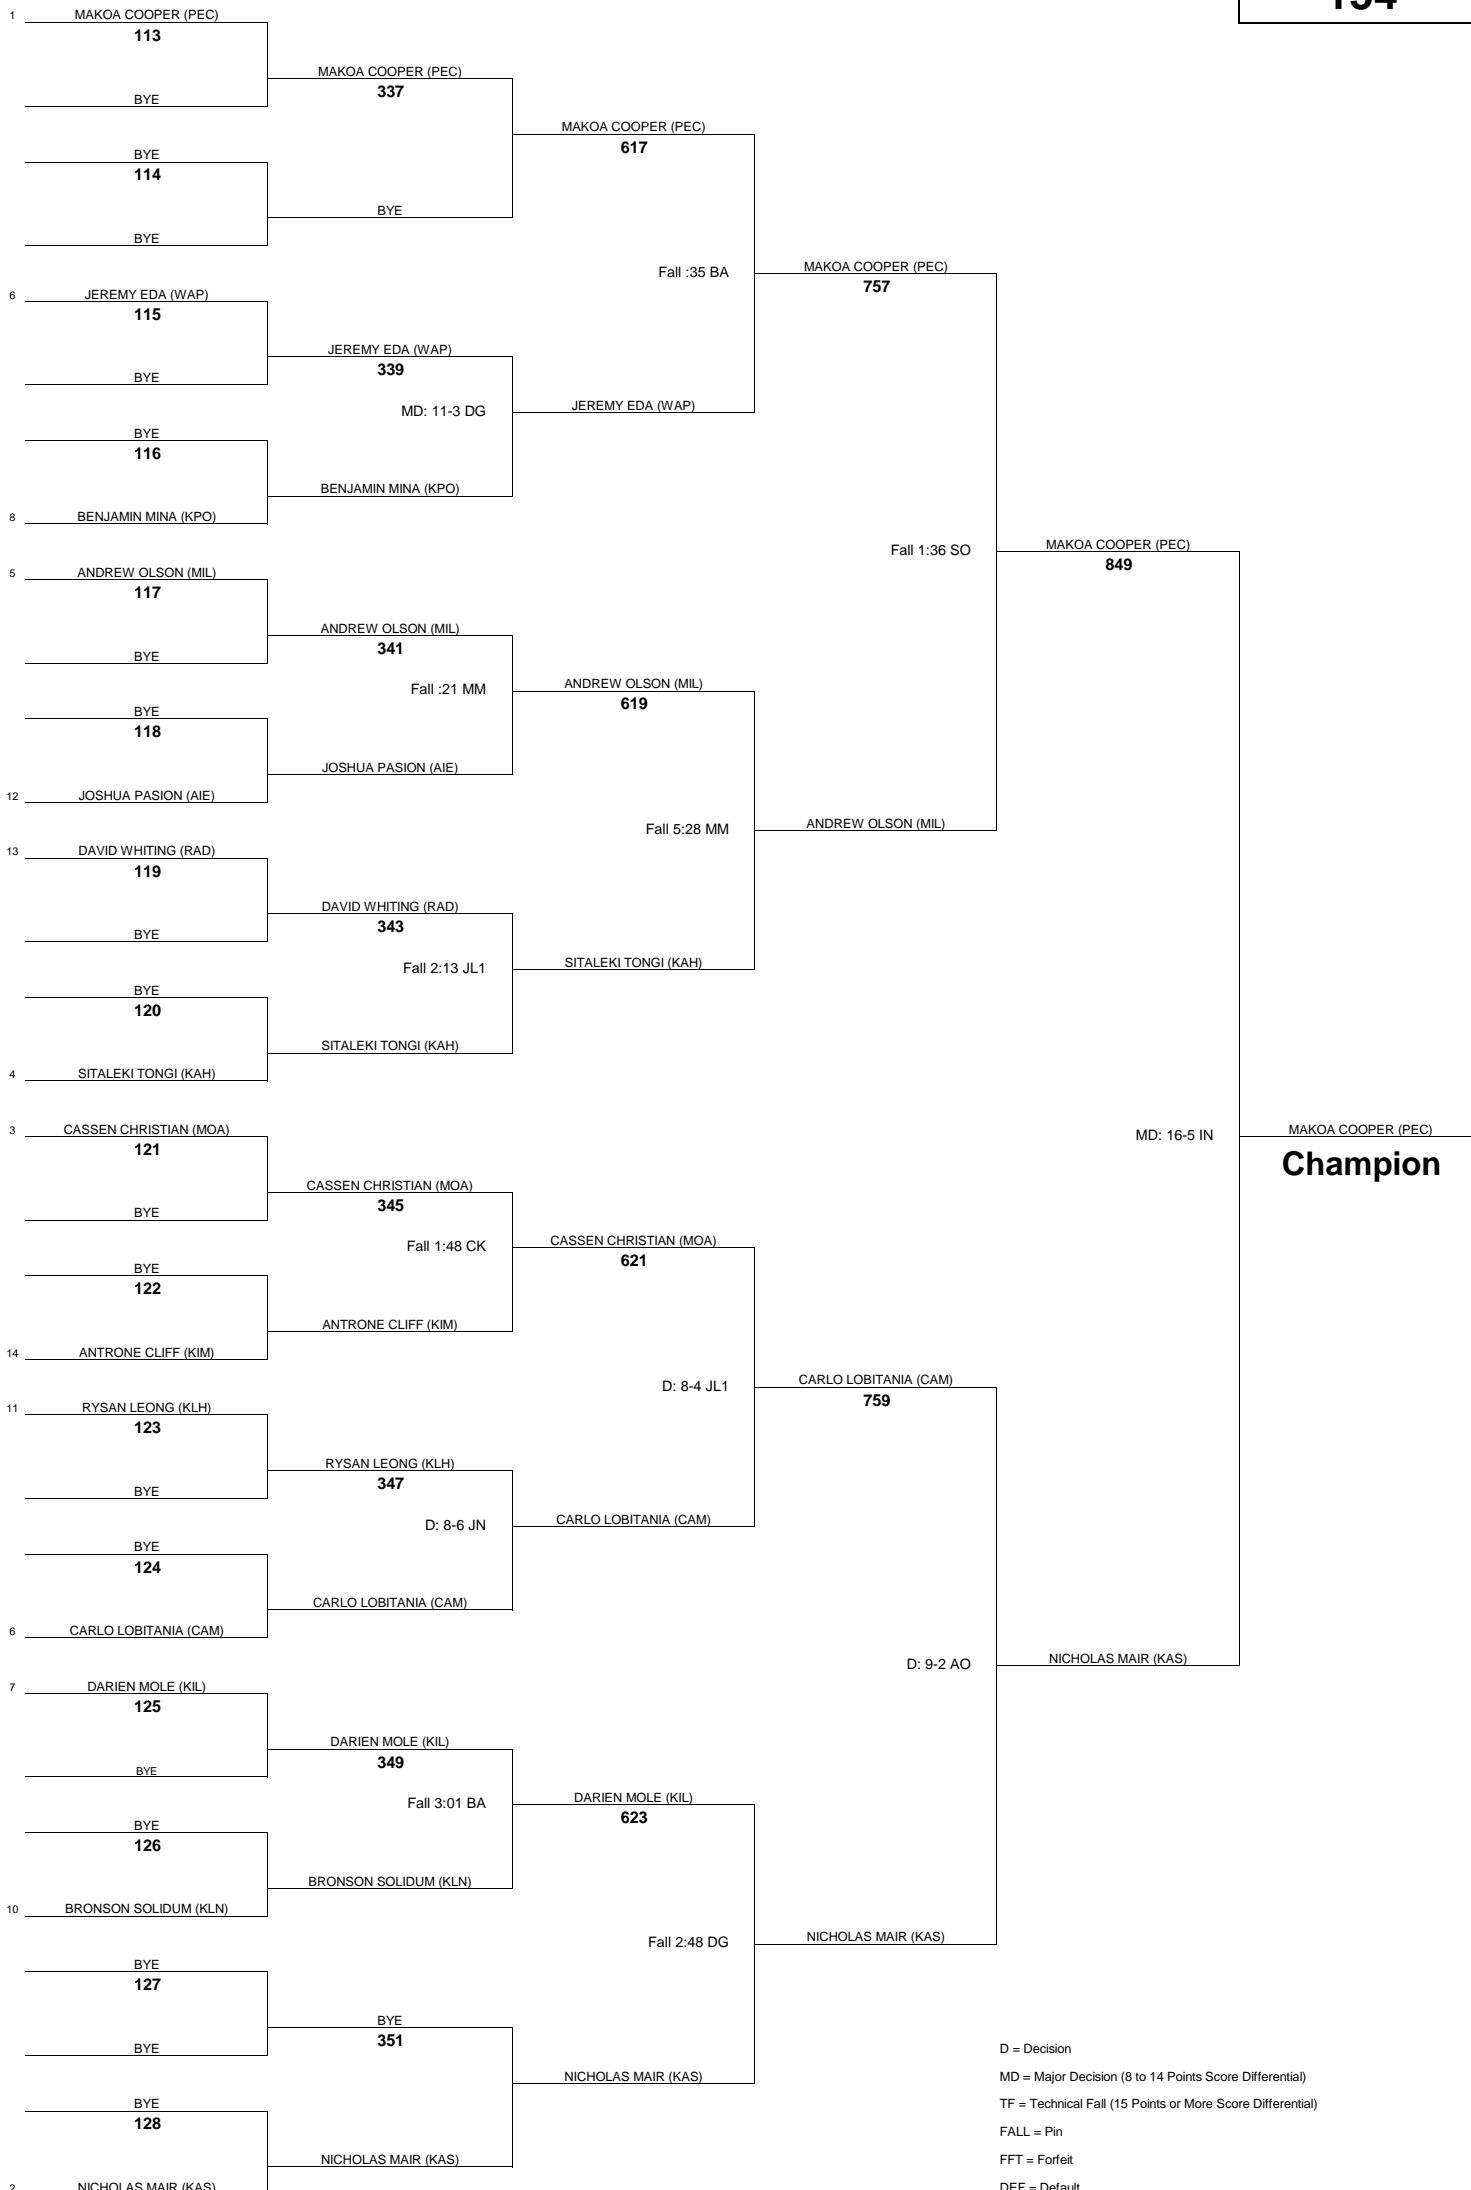 154
1 MAKOA COOPER (PEC)
113
MAKOA COOPER (PEC)
337
BYE
MAKOA COOPER (PEC)
617
BYE
114
BYE
BYE
Fall :35 BA
MAKOA COOPER (PEC)
757
6 JEREMY EDA (WAP)
115
JEREMY EDA (WAP)
339
BYE
MD: 11-3 DG
JEREMY EDA (WAP)
BYE
116
BENJAMIN MINA (KPO)
8 BENJAMIN MINA (KPO)
Fall 1:36 SO
MAKOA COOPER (PEC)
849
5 ANDREW OLSON (MIL)
117
ANDREW OLSON (MIL)
341
BYE
Fall :21 MM
ANDREW OLSON (MIL)
619
BYE
118
JOSHUA PASION (AIE)
12 JOSHUA PASION (AIE)
Fall 5:28 MM
ANDREW OLSON (MIL)
13 DAVID WHITING (RAD)
119
DAVID WHITING (RAD)
343
BYE
Fall 2:13 JL1
SITALEKI TONGI (KAH)
BYE
120
SITALEKI TONGI (KAH)
4 SITALEKI TONGI (KAH)
3 CASSEN CHRISTIAN (MOA)
121
MD: 16-5 IN
MAKOA COOPER (PEC)
Champion
CASSEN CHRISTIAN (MOA)
345
BYE
Fall 1:48 CK
CASSEN CHRISTIAN (MOA)
621
BYE
122
ANTRONE CLIFF (KIM)
14 ANTRONE CLIFF (KIM)
D: 8-4 JL1
CARLO LOBITANIA (CAM)
759
11 RYSAN LEONG (KLH)
123
RYSAN LEONG (KLH)
347
BYE
D: 8-6 JN
CARLO LOBITANIA (CAM)
BYE
124
CARLO LOBITANIA (CAM)
6 CARLO LOBITANIA (CAM)
D: 9-2 AO
NICHOLAS MAIR (KAS)
7 DARIEN MOLE (KIL)
125
DARIEN MOLE (KIL)
349
BYE
Fall 3:01 BA
DARIEN MOLE (KIL)
623
BYE
126
BRONSON SOLIDUM (KLN)
10 BRONSON SOLIDUM (KLN)
Fall 2:48 DG
NICHOLAS MAIR (KAS)
BYE
127
BYE
351
BYE
NICHOLAS MAIR (KAS)
BYE
128
NICHOLAS MAIR (KAS)
2 NICHOLAS MAIR (KAS)
D = Decision
MD = Major Decision (8 to 14 Points Score Differential)
TF = Technical Fall (15 Points or More Score Differential)
FALL = Pin
FFT = Forfeit
DEF = Default